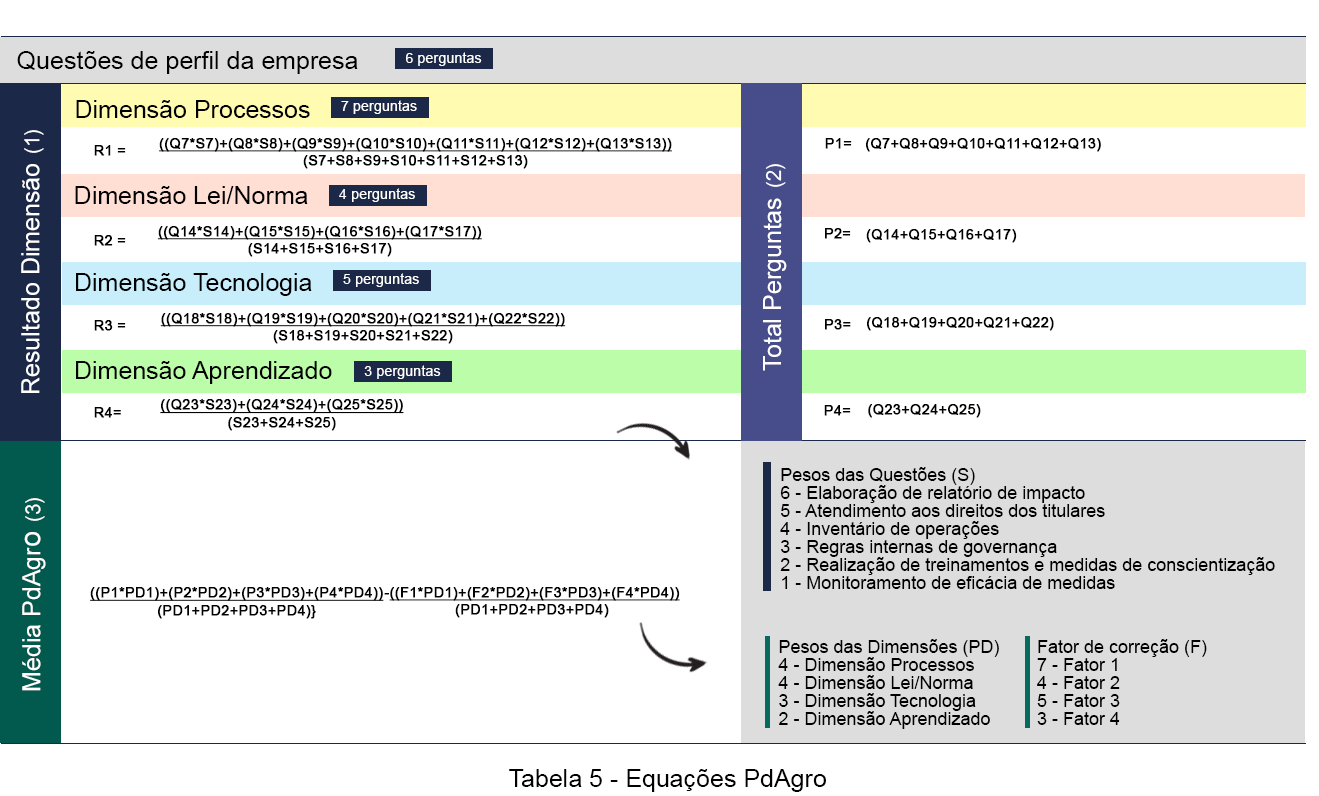 Questões de perfil da empresa 6 perguntas
Resultado Dimensão (1)
Dimensão Processos 7 perguntas
R1 = ((Q7*S7)+(Q8*S8)+(Q9*S9)+(Q10*S10)+(Q11*S11)+(Q12*S12)+(Q13*S13))
(S7+S8+S9+S10+S11+S12+S13)
Dimensão Lei/Norma 4 perguntas
R2 = ((Q14*S14)+(Q15*S15)+(Q16*S16)+(Q17*S17))
(S14+S15+S16+S17)
Dimensão Tecnologia 5 perguntas
R3 = ((Q18*S18)+(Q19*S19)+(Q20*S20)+(Q21*S21)+(Q22*S22))
(S18+S19+S20+S21+S22)
Dimensão Aprendizado 3 perguntas
R4= ((Q23*S23)+(Q24*S24)+(Q25*S25))
(S23+S24+S25)
Total Perguntas (2)
P1= (Q7+Q8+Q9+Q10+Q11+Q12+Q13)
P2= (Q14+Q15+Q16+Q17)
P3= (Q18+Q19+Q20+Q21+Q22)
P4= (Q23+Q24+Q25)
Média PdAgro (3)
((P1*PD1)+(P2*PD2)+(P3*PD3)+(P4*PD4)}-((F1*PD1)+(F2*PD2)+(F3*PD3)+(F4*PD4))
(PD1+PD2+PD3+PD4)} (PD1+PD2+PD3+PD4)
Pesos das Questões (S)
6 - Elaboração de relatório de impacto
5 - Atendimento aos direitos dos titulares
4 - Inventário de operações
3 - Regras internas de governança
2 - Realização de treinamentos e medidas de conscientização
1 - Monitoramento de eficácia de medidas
Pesos das Dimensões (PD)
4 - Dimensão Processos
4 - Dimensão Lei/Norma
3 - Dimensão Tecnologia
2 - Dimensão Aprendizado
Fator de correção (F)
7 - Fator 1
4 - Fator 2
5 - Fator 3
3 - Fator 4
Tabela 5 - Equações PdAgro